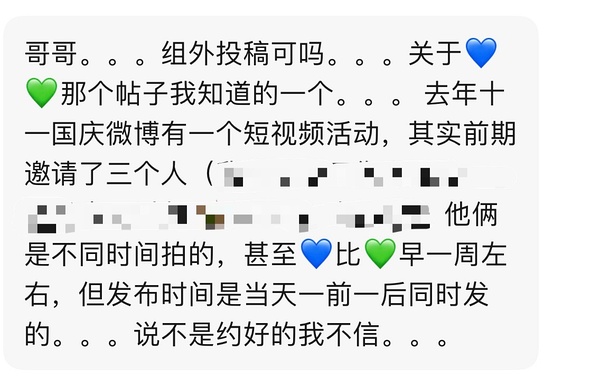 哥哥。。。组外投稿可吗。。。关于💙
💚那个帖子我知道的一个。。。 去年十
一国庆微博有一个短视频活动，其实前期
邀请了三个人（
他俩
是不同时间拍的，甚至💙比💚早一周左
右，但发布时间是当天一前一后同时发
的。。。说不是约好的我不信。。。